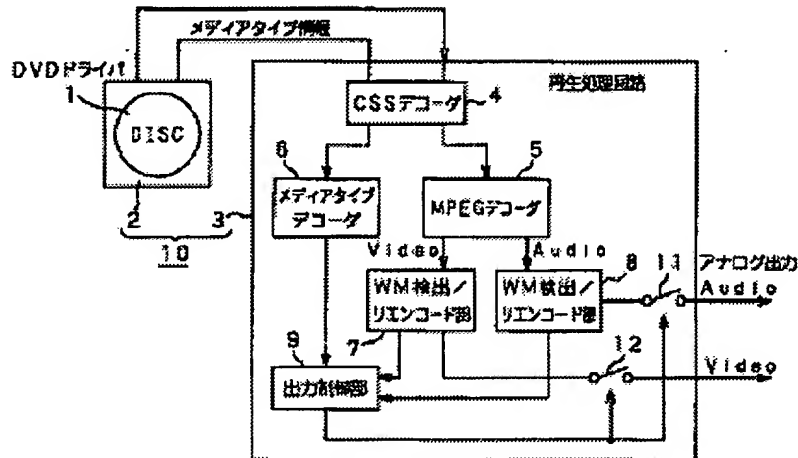 メディアタイプ情報
DVDドライバ
再生処理回路
1
DISC
2
10
3
CSSデコーダ
4
6
メディアタイプ
デコーダ
5
MPEGデコーダ
Video
Audio
WM検出/
リエンコード部
7
WM検出/
リエンコード部
8
11
アナログ出力
Audio
12
Video
9
出力制御部